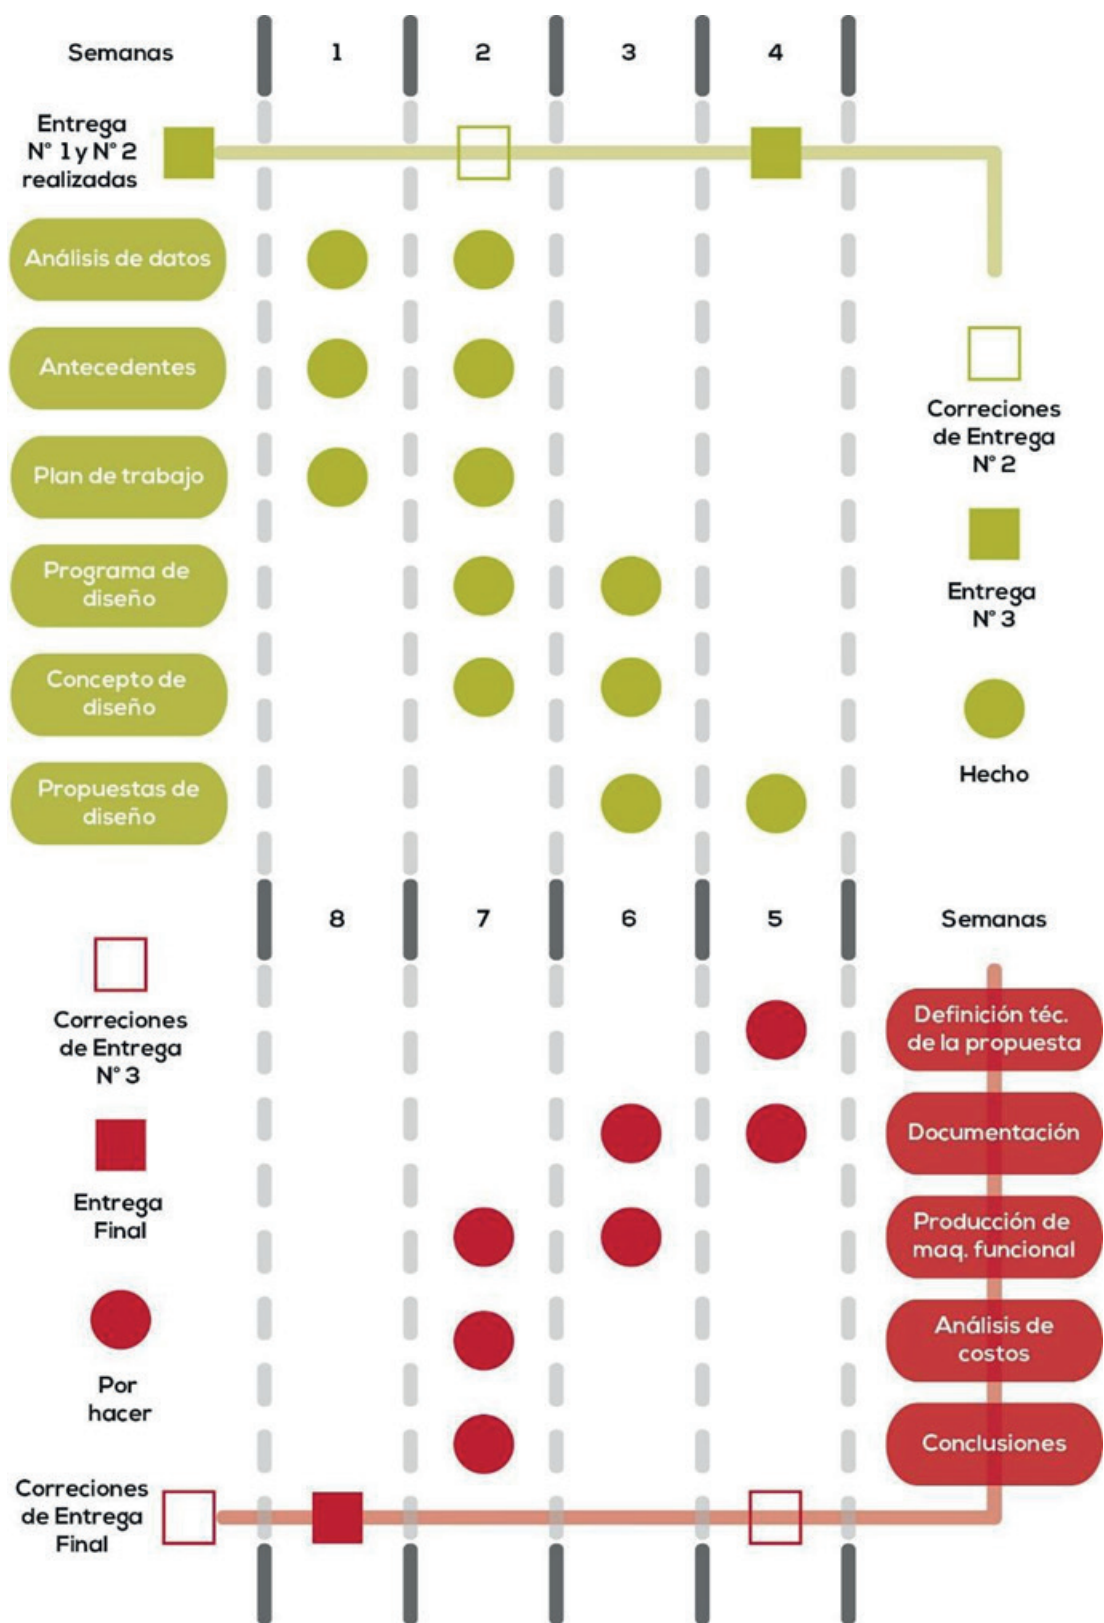 Semanas
1
2
3
4
Entrega
N° 1 y N° 2
realizadas
Análisis de datos
Antecedentes
Plan de trabajo
Programa de
diseño
Concepto de
diseño
Propuestas de
diseño
Correciones
de Entrega
N° 2
Entrega
N° 3
Hecho
8
7
6
5
Semanas
Correciones
de Entrega
N° 3
Entrega
Final
Por
hacer
Definición téc.
de la propuesta
Documentación
Producción de
maq. funcional
Análisis de
costos
Conclusiones
Correciones
de Entrega
Final